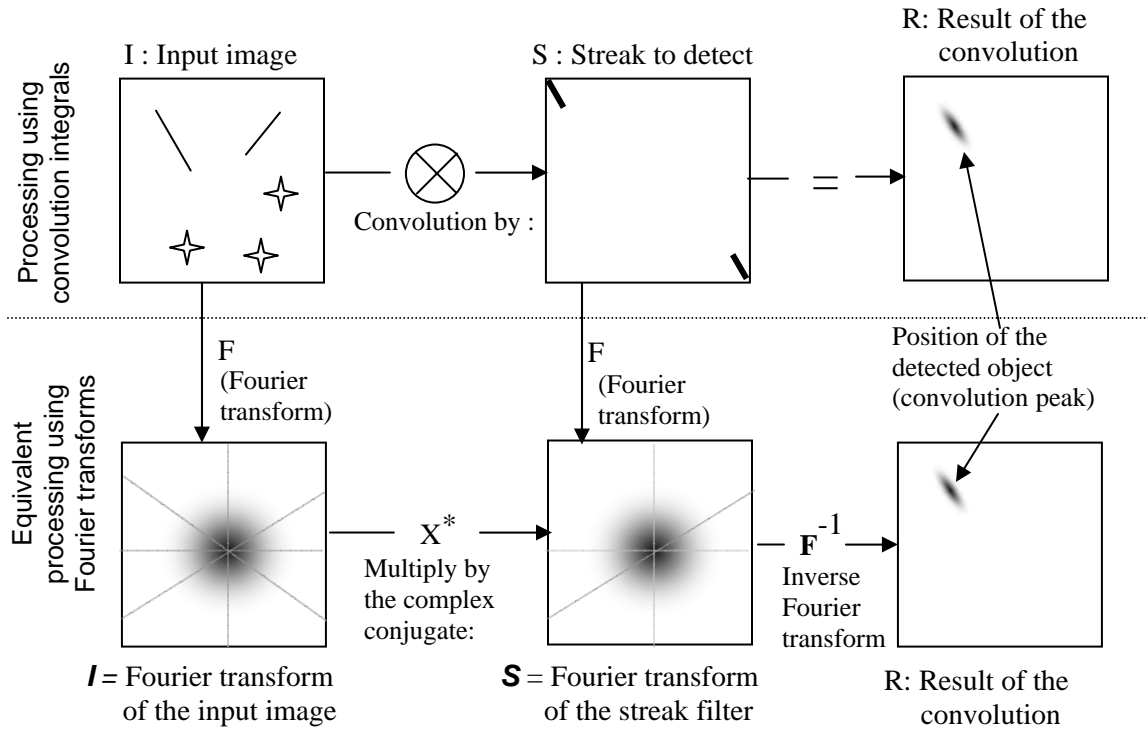 Processing using
convolution integrals
I : Input image
S : Streak to detect
R: Result of the
convolution
Convolution by :
=
F
(Fourier
transform)
F
(Fourier
transform)
Position of the
detected object
(convolution peak)
Equivalent
processing using
Fourier transforms
X*
Multiply by
the complex
conjugate:
F-1
Inverse
Fourier
transform
I = Fourier transform
of the input image
S = Fourier transform
of the streak filter
R: Result of the
convolution